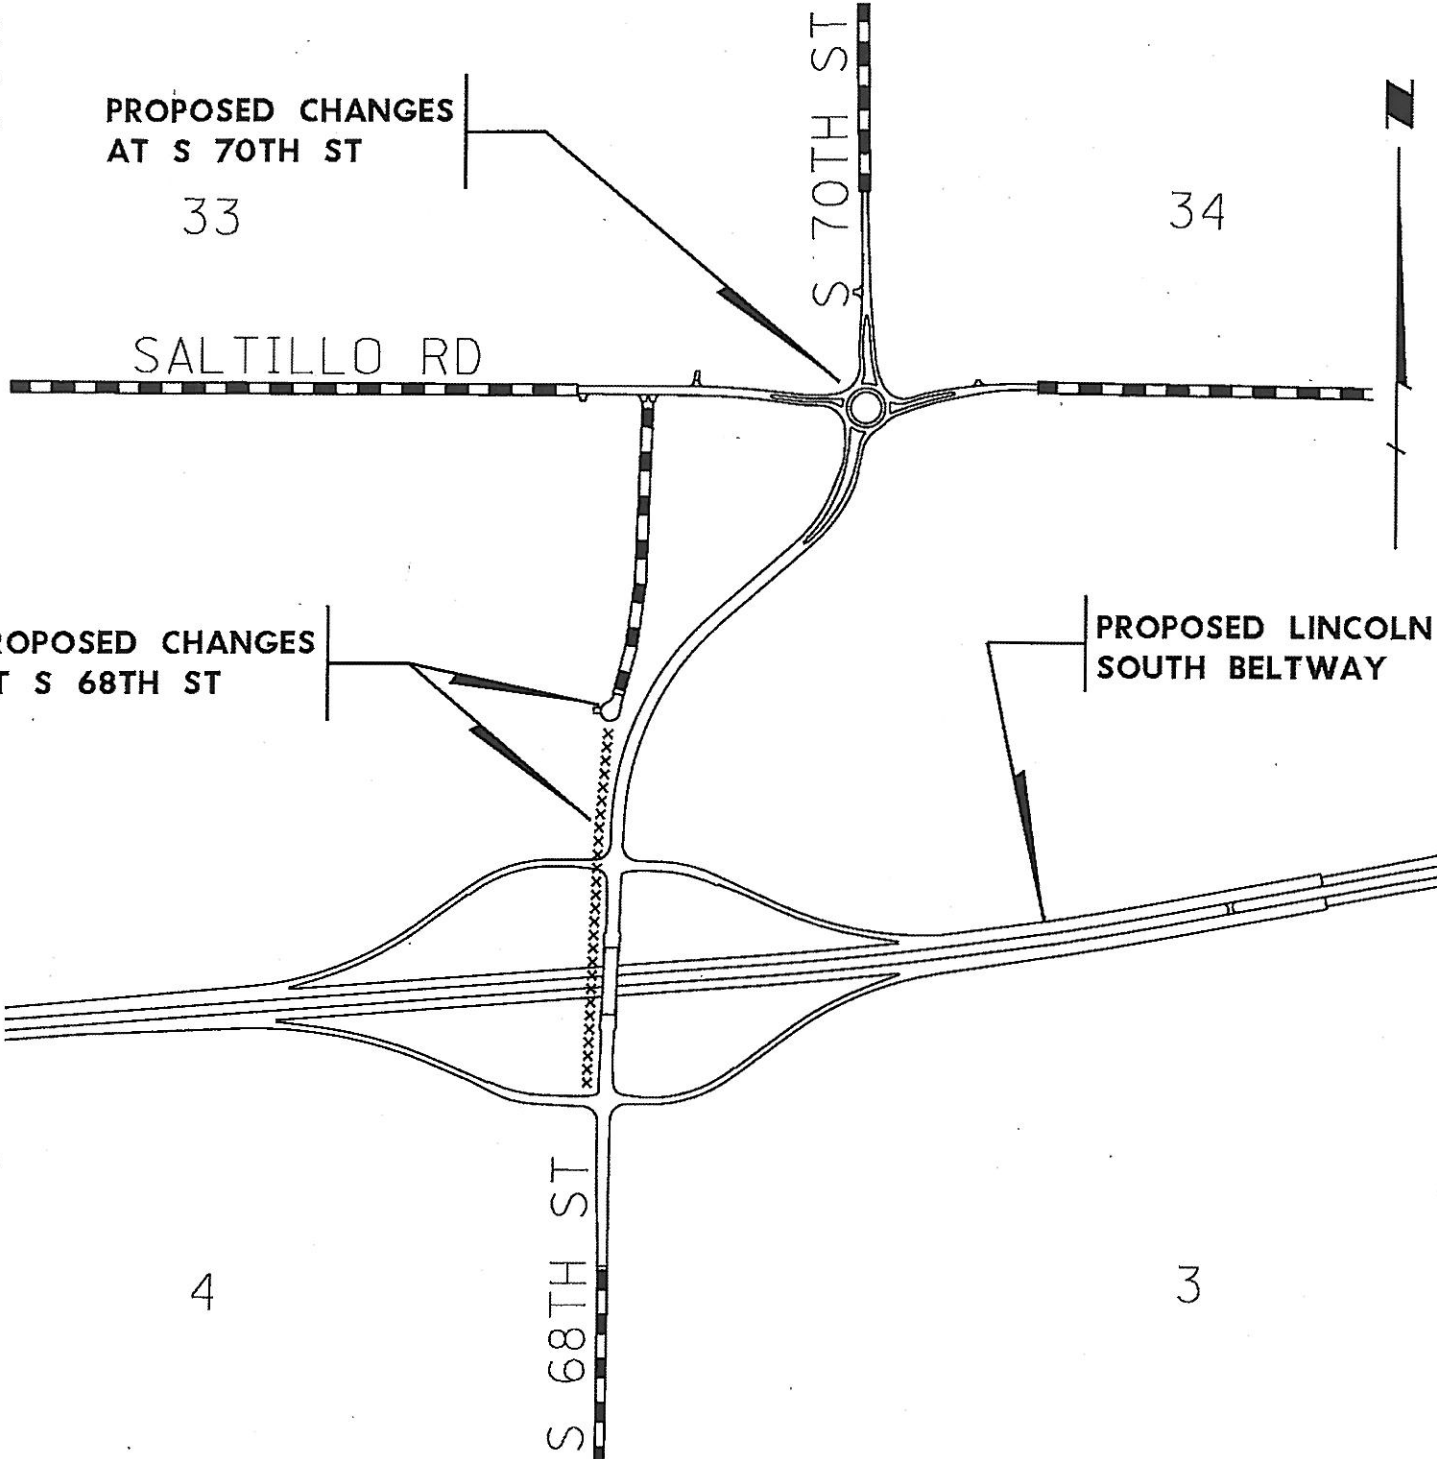 PROPOSED CHANGES
AT S 70TH ST
S 70TH ST
N
33
34
SALTILLO RD
ROPOSED CHANGES
T S 68TH ST
PROPOSED LINCOLN
SOUTH BELTWAY
S 68TH ST
4
3